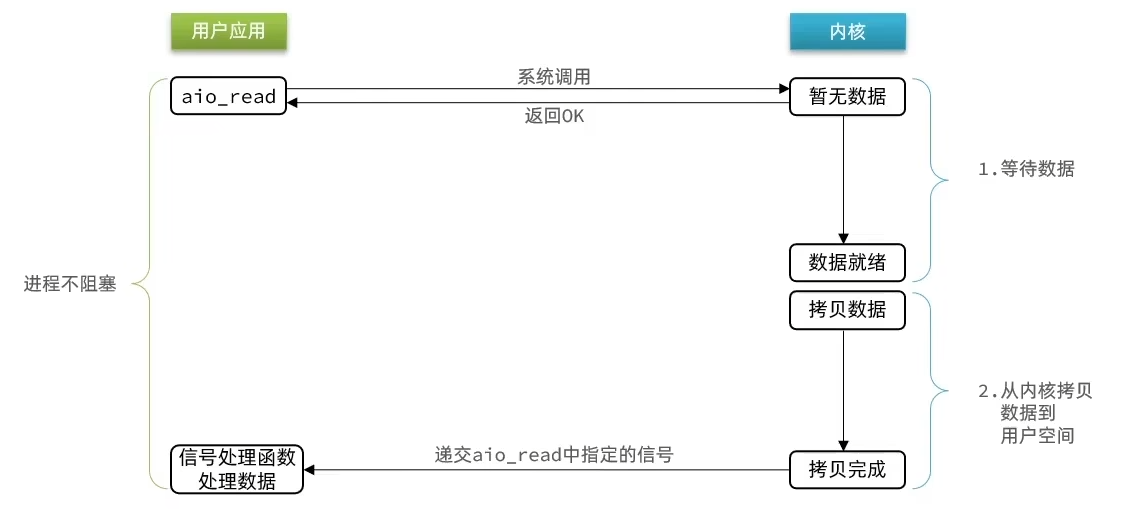 用户应用
内核
aio_read
系统调用
暂无数据
返回OK
1.等待数据
数据就绪
进程不阻塞
拷贝数据
2.从内核拷贝
数据到
用户空间
信号处理函数
处理数据
递交aio_read中指定的信号
拷贝完成